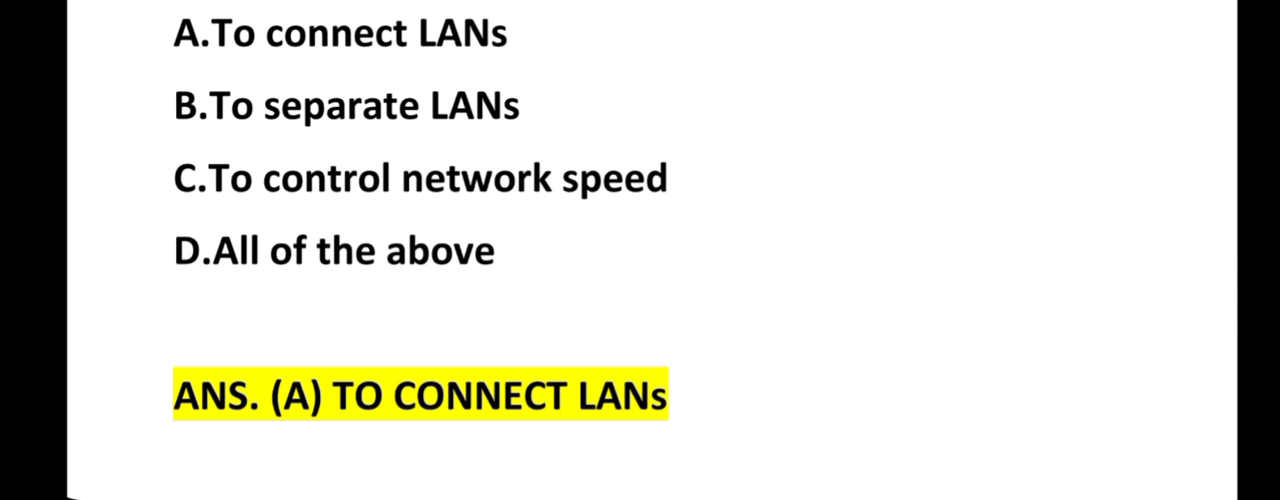 A.To connect LANs
B.To separate LANs
C.To control network speed
D.All of the above
ANS. (A) TO CONNECT LANs